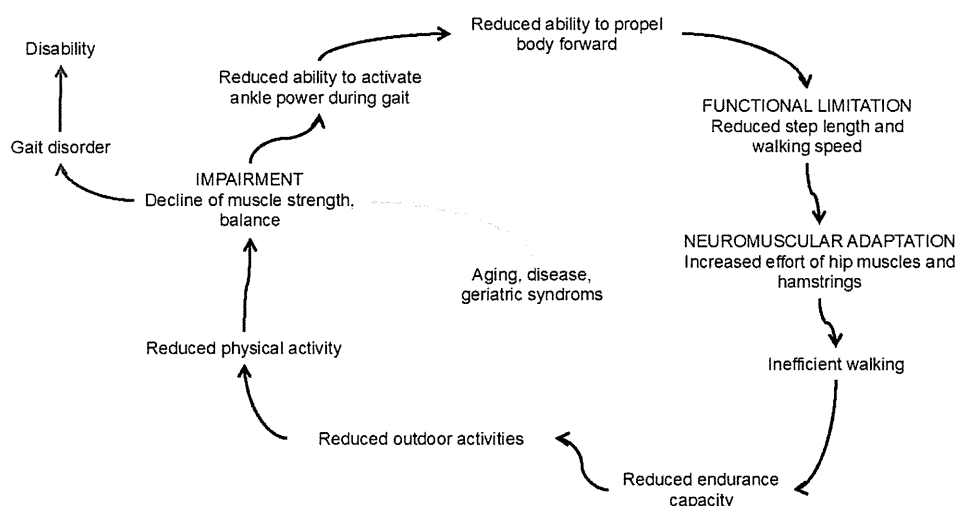 Reduced ability to propel
body forward
Disability
Reduced ability to activate
ankle power during gait
FUNCTIONAL LIMITATION
Reduced step length and
walking speed
Gait disorder
IMPAIRMENT
Decline of muscle strength,
balance
NEUROMUSCULAR ADAPTATION
Increased effort of hip muscles and
hamstrings
Aging, disease,
geriatric syndroms
Reduced physical activity
Inefficient walking
Reduced outdoor activities
Reduced endurance
capacity